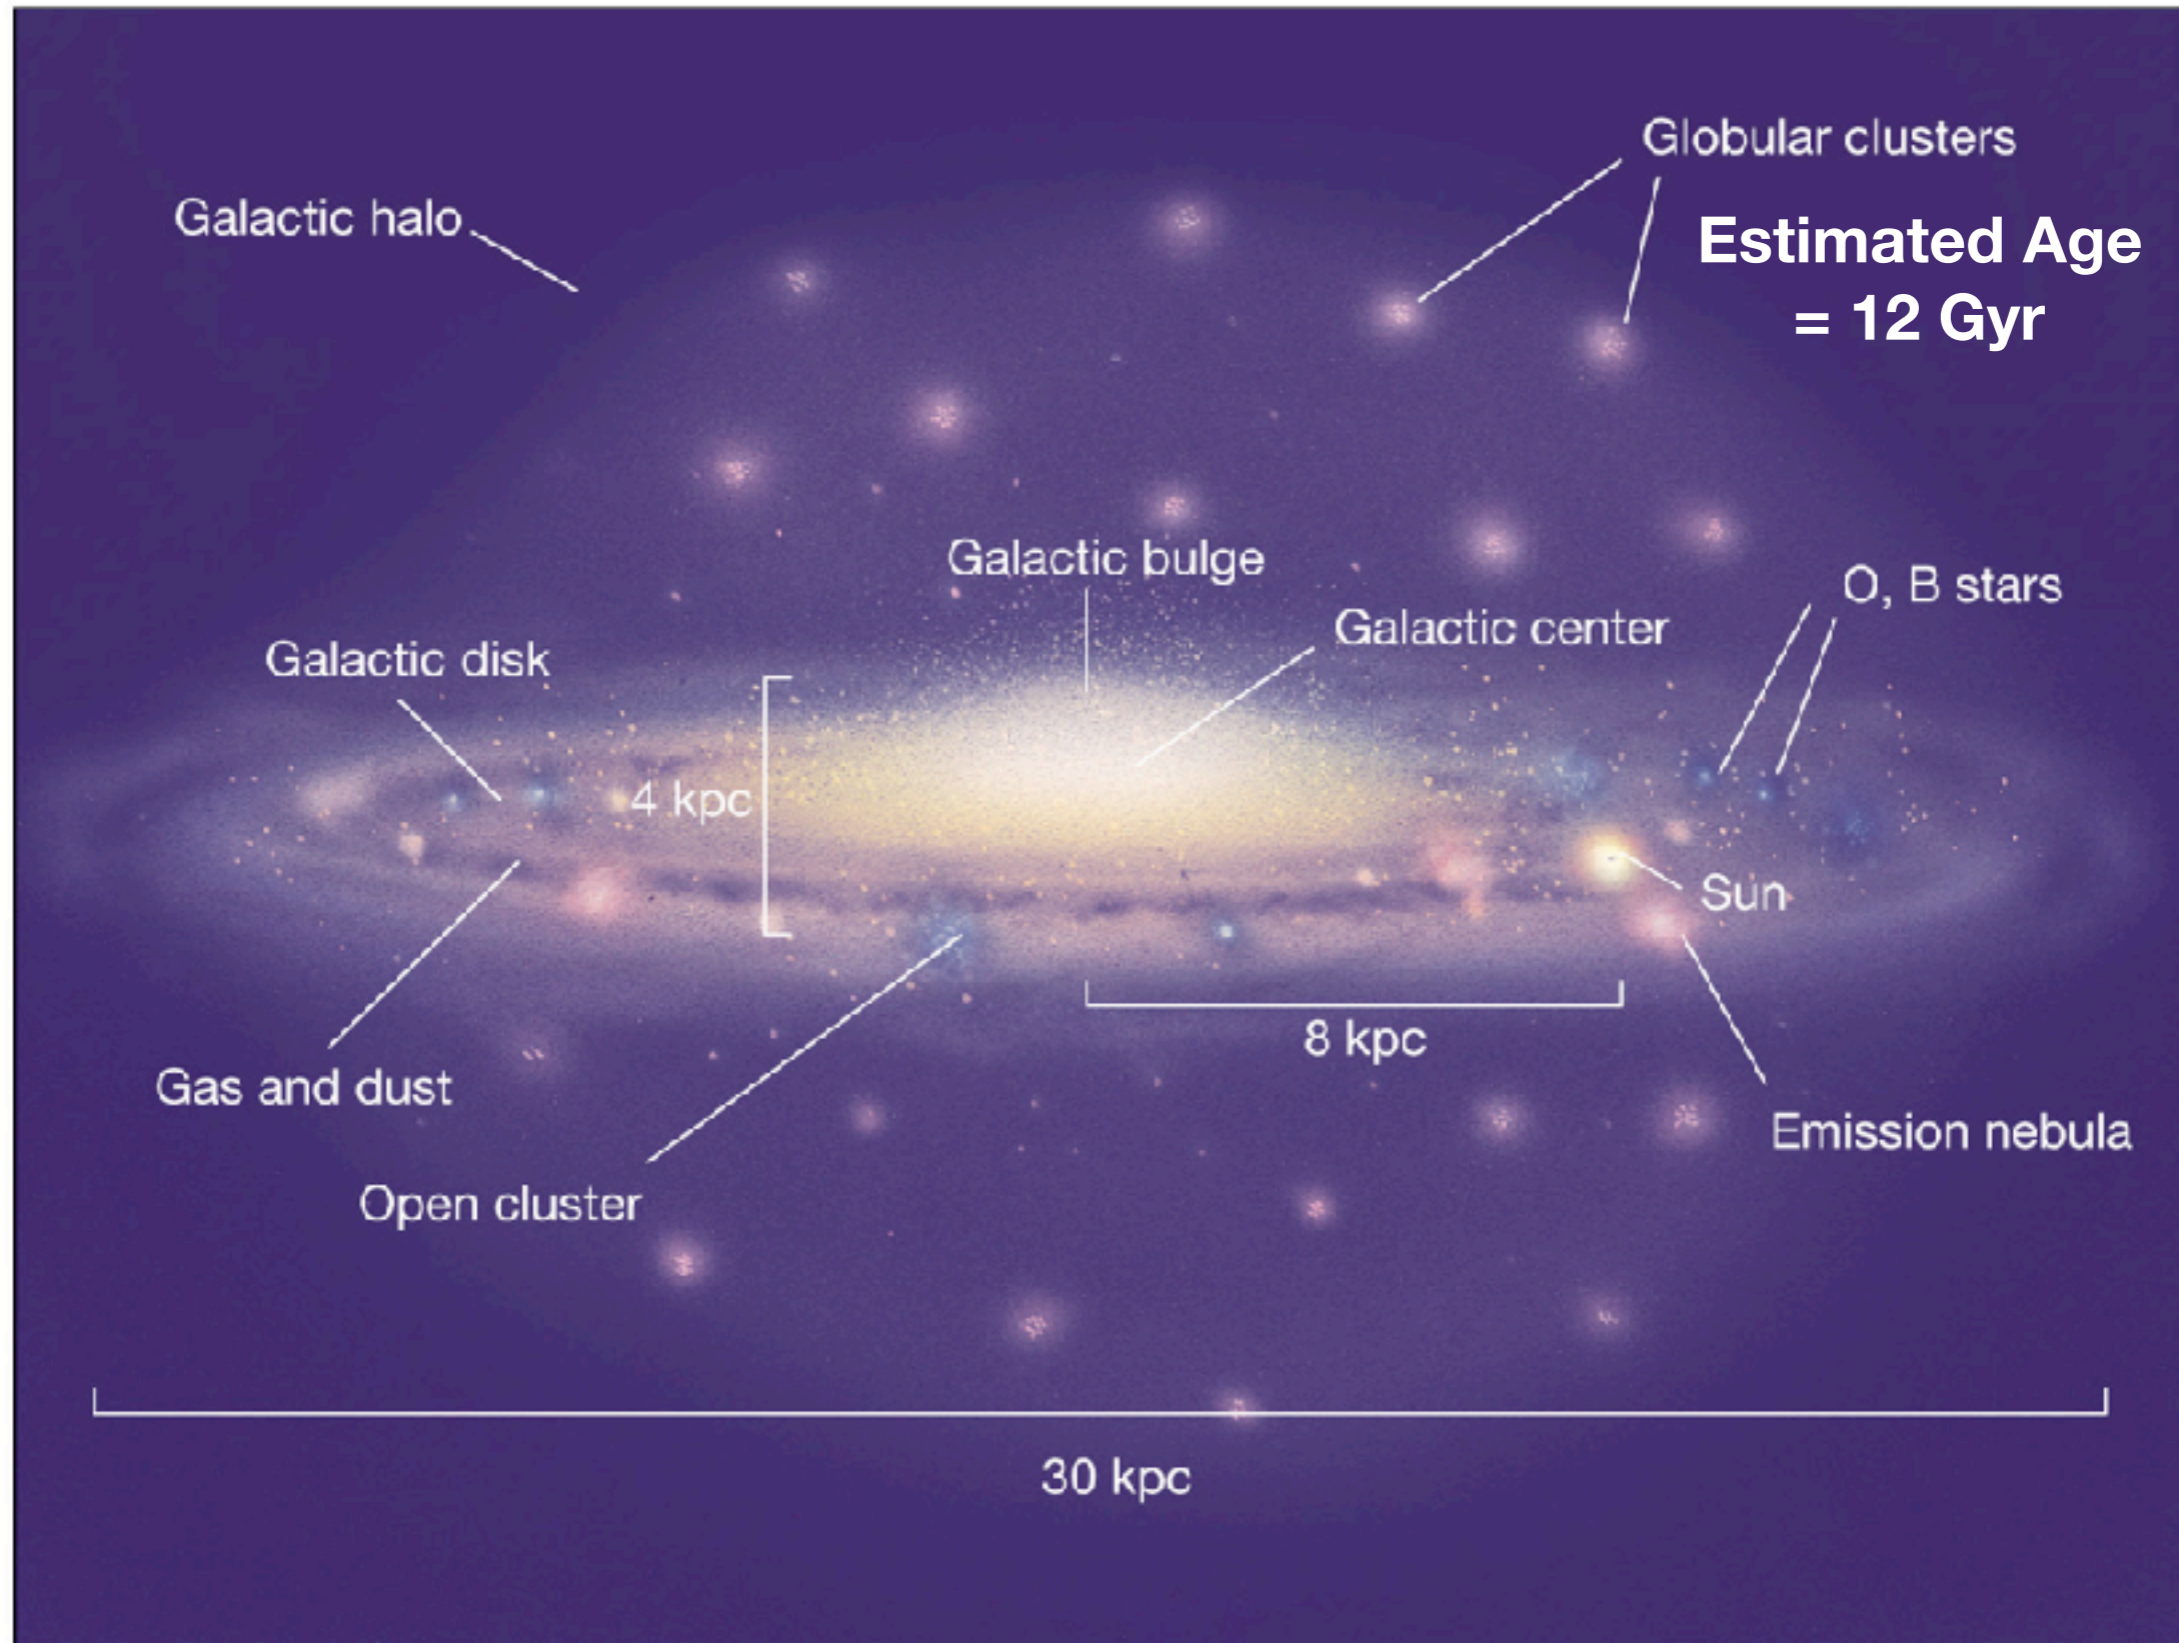 Globular clusters
Galactic halo
Estimated Age
= 12 Gyr
Galactic bulge
O, B stars
Galactic center
Galactic disk
4 kpc
Sun
8 kpc
Gas and dust
Emission nebula
Open cluster
30 kpc